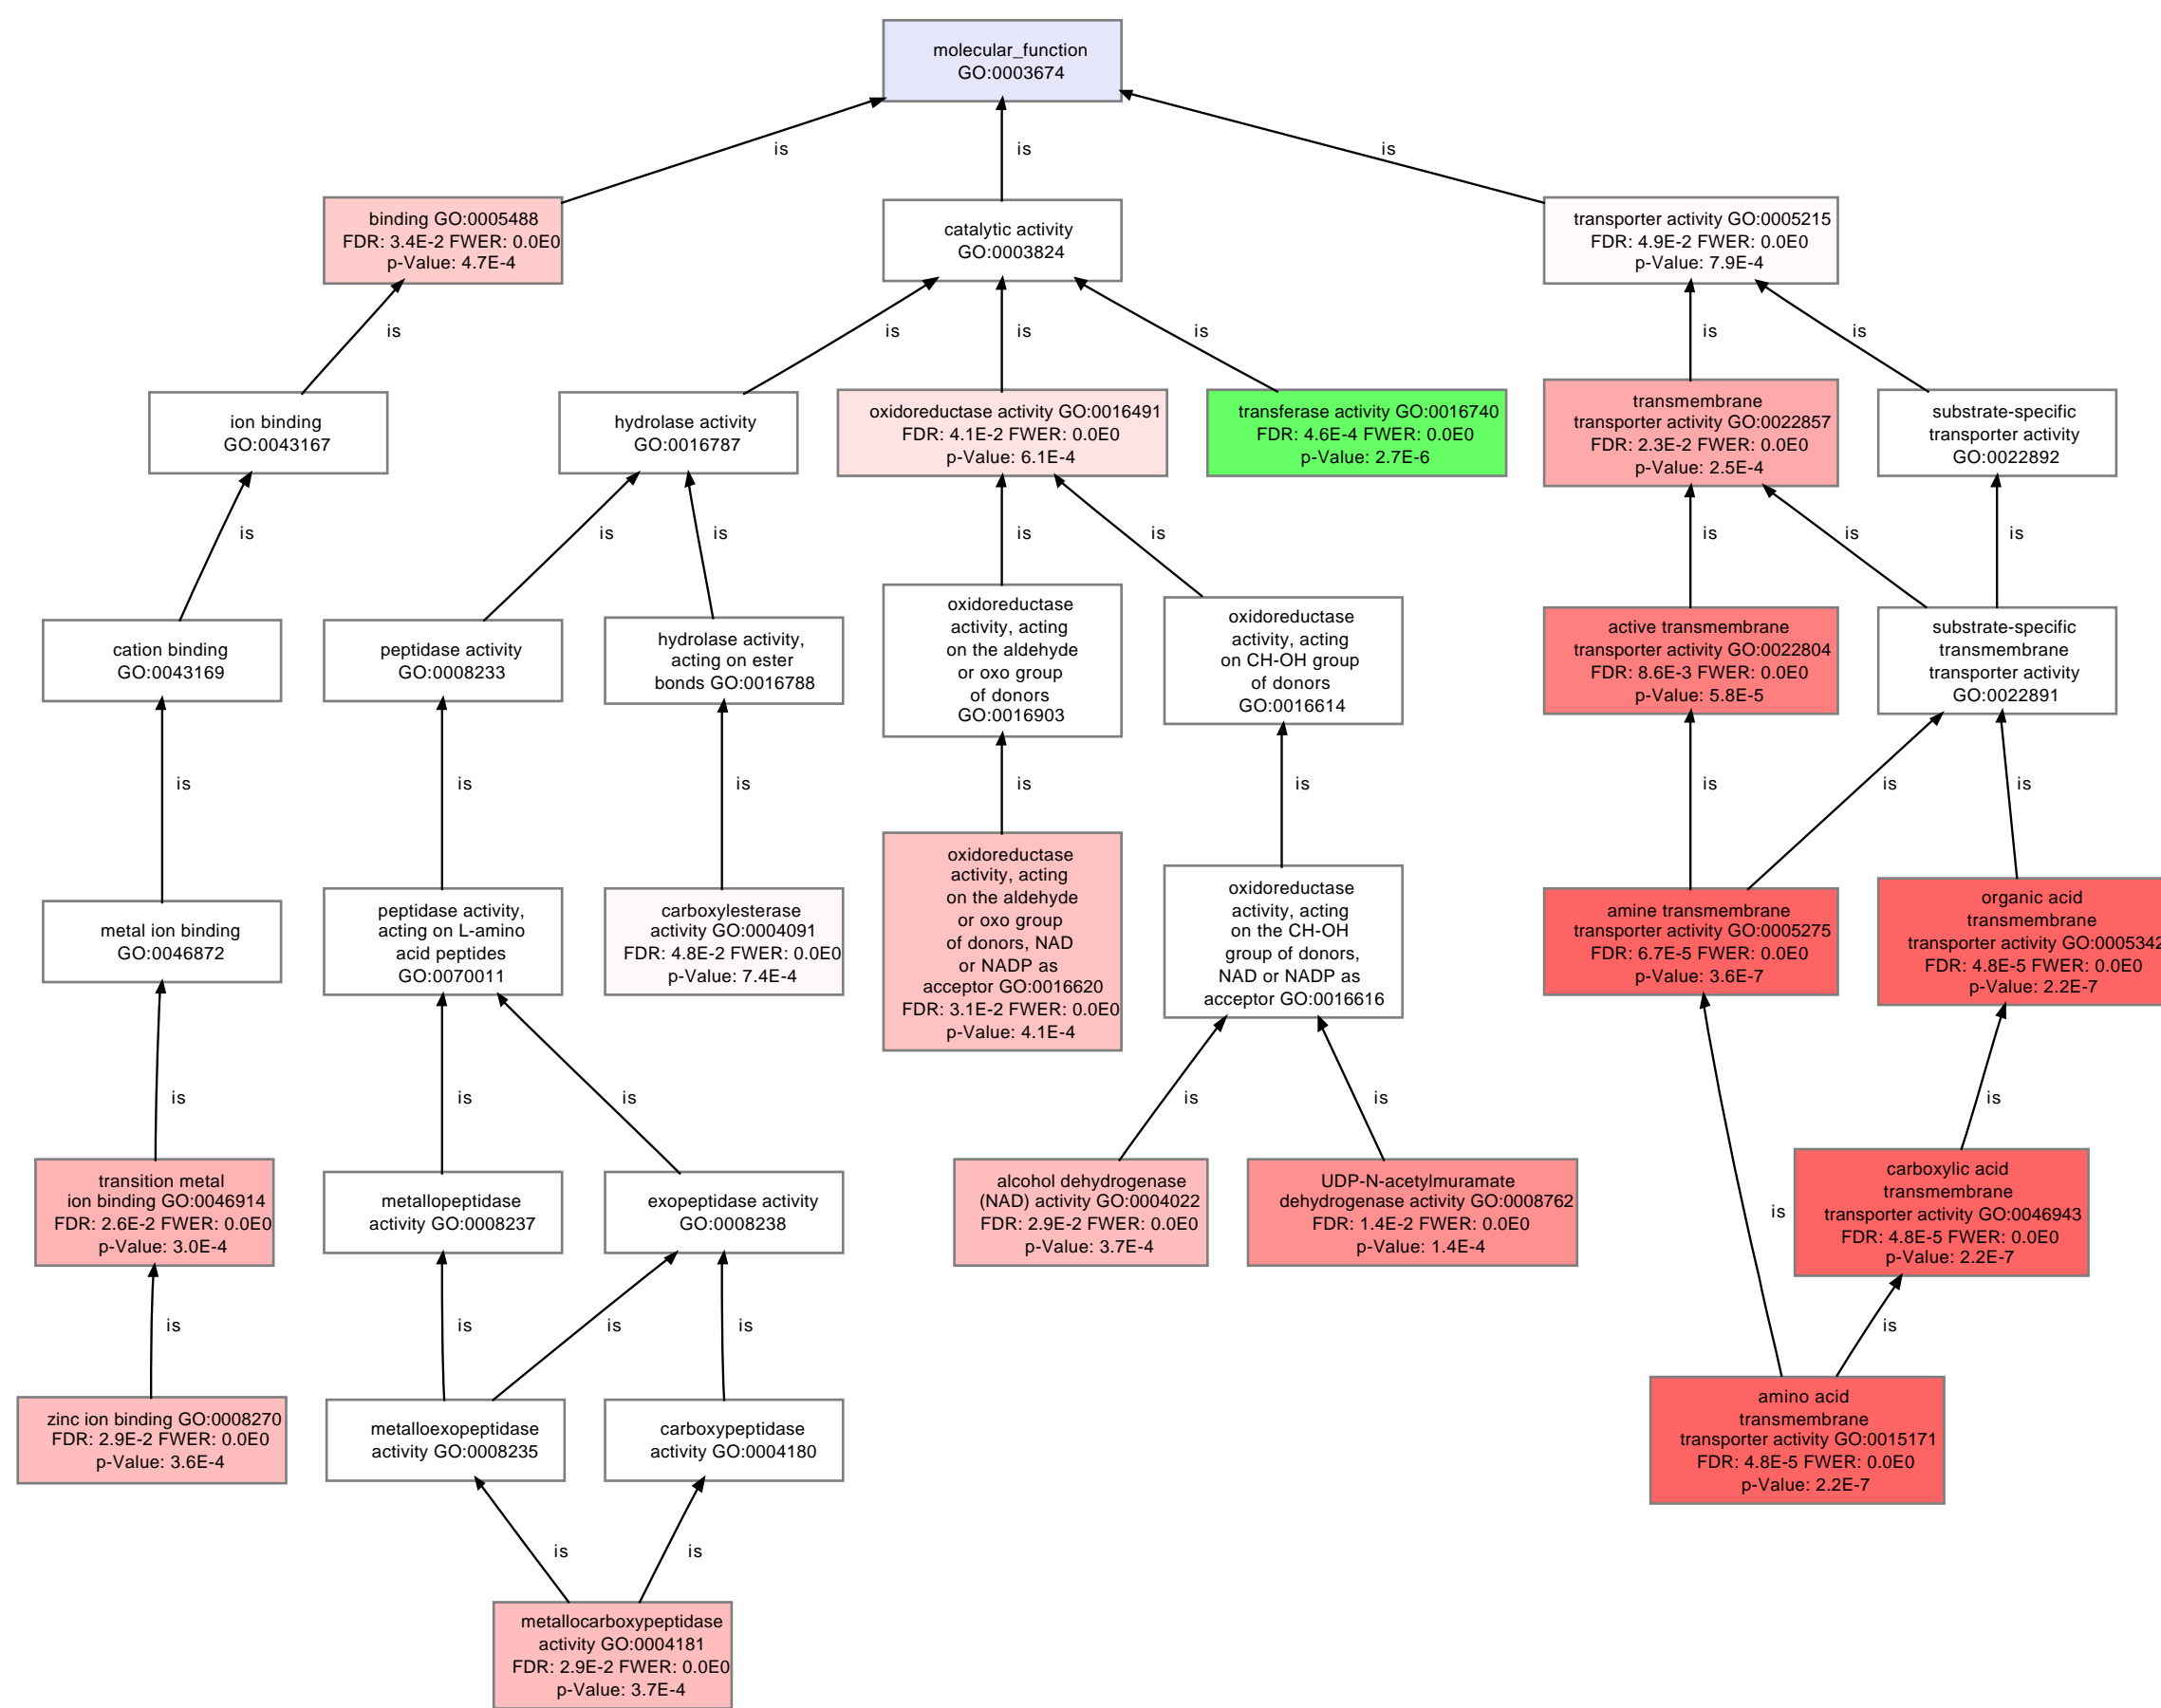 molecular_function
GO:0003674
is
is
is
binding GO:0005488
FDR: 3.4E-2 FWER: 0.0E0
p-Value: 4.7E-4
catalytic activity
GO:0003824
transporter activity GO:0005215
FDR: 4.9E-2 FWER: 0.0E0
p-Value: 7.9E-4
is
is
is
is
is
is
ion binding
GO:0043167
hydrolase activity
GO:0016787
oxidoreductase activity GO:0016491
FDR: 4.1E-2 FWER: 0.0E0
p-Value: 6.1E-4
transferase activity GO:0016740
FDR: 4.6E-4 FWER: 0.0E0
p-Value: 2.7E-6
transmembrane
transporter activity GO:0022857
FDR: 2.3E-2 FWER: 0.0E0
p-Value: 2.5E-4
substrate-specific
transporter activity
GO:0022892
is
is
is
is
is
is
is
is
cation binding
GO:0043169
peptidase activity
GO:0008233
hydrolase activity,
acting on ester
bonds GO:0016788
oxidoreductase
activity, acting
on the aldehyde
or oxo group
of donors
GO:0016903
oxidoreductase
activity, acting
on CH-OH group
of donors
GO:0016614
active transmembrane
transporter activity GO:0022804
FDR: 8.6E-3 FWER: 0.0E0
p-Value: 5.8E-5
substrate-specific
transmembrane
transporter activity
GO:0022891
is
is
is
is
is
is
is
is
metal ion binding
GO:0046872
peptidase activity,
acting on L-amino
acid peptides
GO:0070011
carboxylesterase
activity GO:0004091
FDR: 4.8E-2 FWER: 0.0E0
p-Value: 7.4E-4
oxidoreductase
activity, acting
on the aldehyde
or oxo group
of donors, NAD
or NADP as
acceptor GO:0016620
FDR: 3.1E-2 FWER: 0.0E0
p-Value: 4.1E-4
oxidoreductase
activity, acting
on the CH-OH
group of donors,
NAD or NADP as
acceptor GO:0016616
amine transmembrane
transporter activity GO:0005275
FDR: 6.7E-5 FWER: 0.0E0
p-Value: 3.6E-7
organic acid
transmembrane
transporter activity GO:0005342
FDR: 4.8E-5 FWER: 0.0E0
p-Value: 2.2E-7
is
is
is
is
is
is
transition metal
ion binding GO:0046914
FDR: 2.6E-2 FWER: 0.0E0
p-Value: 3.0E-4
metallopeptidase
activity GO:0008237
exopeptidase activity
GO:0008238
alcohol dehydrogenase
(NAD) activity GO:0004022
FDR: 2.9E-2 FWER: 0.0E0
p-Value: 3.7E-4
UDP-N-acetylmuramate
dehydrogenase activity GO:0008762
FDR: 1.4E-2 FWER: 0.0E0
p-Value: 1.4E-4
carboxylic acid
transmembrane
transporter activity GO:0046943
FDR: 4.8E-5 FWER: 0.0E0
p-Value: 2.2E-7
is
is
is
is
is
is
zinc ion binding GO:0008270
FDR: 2.9E-2 FWER: 0.0E0
p-Value: 3.6E-4
metalloexopeptidase
activity GO:0008235
carboxypeptidase
activity GO:0004180
amino acid
transmembrane
transporter activity GO:0015171
FDR: 4.8E-5 FWER: 0.0E0
p-Value: 2.2E-7
is
is
metallocarboxypeptidase
activity GO:0004181
FDR: 2.9E-2 FWER: 0.0E0
p-Value: 3.7E-4